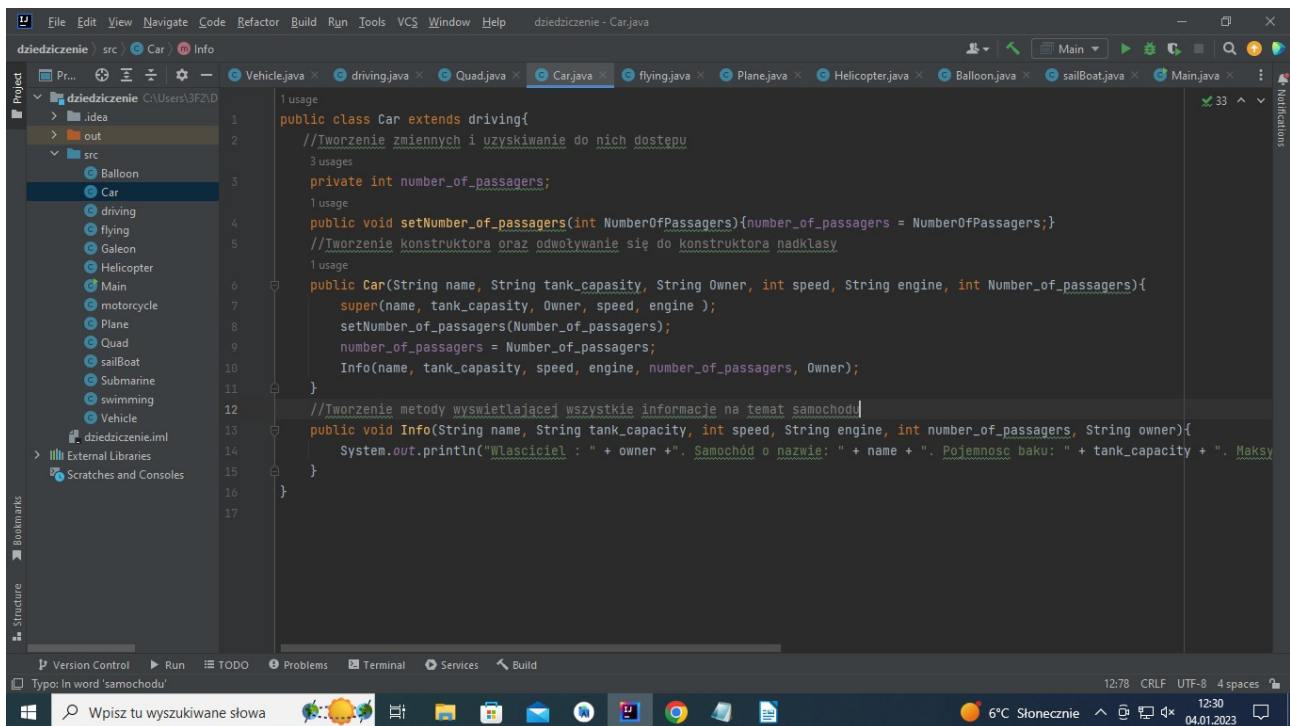 File Edit View Navigate Code Refactor Build Run Tools VCS Window Help dziedziczenie - Car.java
dziedziczenie src Car Info Main
Pr... Vehicle.java driving.java Quad.java Car.java flying.java Plane.java Helicopter.java Balloon.java sailBoat.java Main.java
Project
Bookmarks
Structure
Notifications
dziedziczenie C:\Users\3F2\D
.idea
out
src
Balloon
Car
driving
flying
Galeon
Helicopter
Main
motorcycle
Plane
Quad
sailBoat
Submarine
swimming
Vehicle
dziedziczenie.iml
External Libraries
Scratches and Consoles
33
1 usage
1 public class Car extends driving{
2 //Tworzenie zmiennych i uzyskiwanie do nich dostępu
3 usages
3 private int number_of_passagers;
1 usage
4 public void setNumber_of_passagers(int NumberOfPassagers){number_of_passagers = NumberOfPassagers;}
5 //Tworzenie konstruktora oraz odwoływanie się do konstruktora nadklasy
1 usage
6 public Car(String name, String tank_capasity, String Owner, int speed, String engine, int Number_of_passagers){
7 super(name, tank_capasity, Owner, speed, engine );
8 setNumber_of_passagers(Number_of_passagers);
9 number_of_passagers = Number_of_passagers;
10 Info(name, tank_capasity, speed, engine, number_of_passagers, Owner);
11 }
12 //Tworzenie metody wyswietlającej wszystkie informacje na temat samochodu
13 public void Info(String name, String tank_capacity, int speed, String engine, int number_of_passagers, String owner){
14 System.out.println("Wlasciciel : " + owner +". Samochód o nazwie: " + name + ". Pojemnosc baku: " + tank_capacity + ". Maksy
15 }
16 }
17
Version Control Run TODO Problems Terminal Services Build
Typo: In word 'samochodu' 12:78 CRLF UTF-8 4 spaces
Wpisz tu wyszukiwane słowa 6°C Słonecznie 12:30
04.01.2023